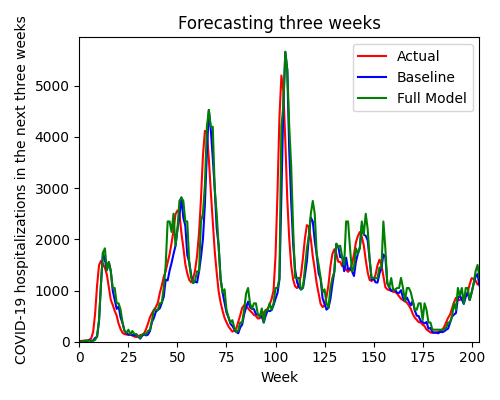 Forecasting three weeks
COVID-19 hospitalizations in the next three weeks
5000
4000
3000
2000
1000
0
Actual
Baseline
Full Model
0 25 50 75 100 125 150 175 200
Week